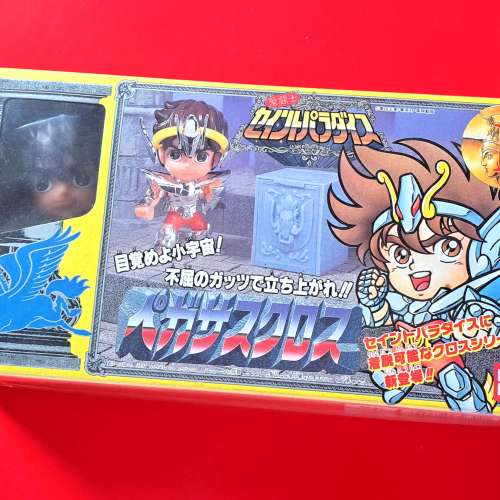 聖闘士
セイントパラダイス
目覚めよ小宇宙!
不屈のガッツで立ち上がれ!!
ペガサスクロス
セイントパラダイスに
着脱可能なクロスシリーズ
新登場!!